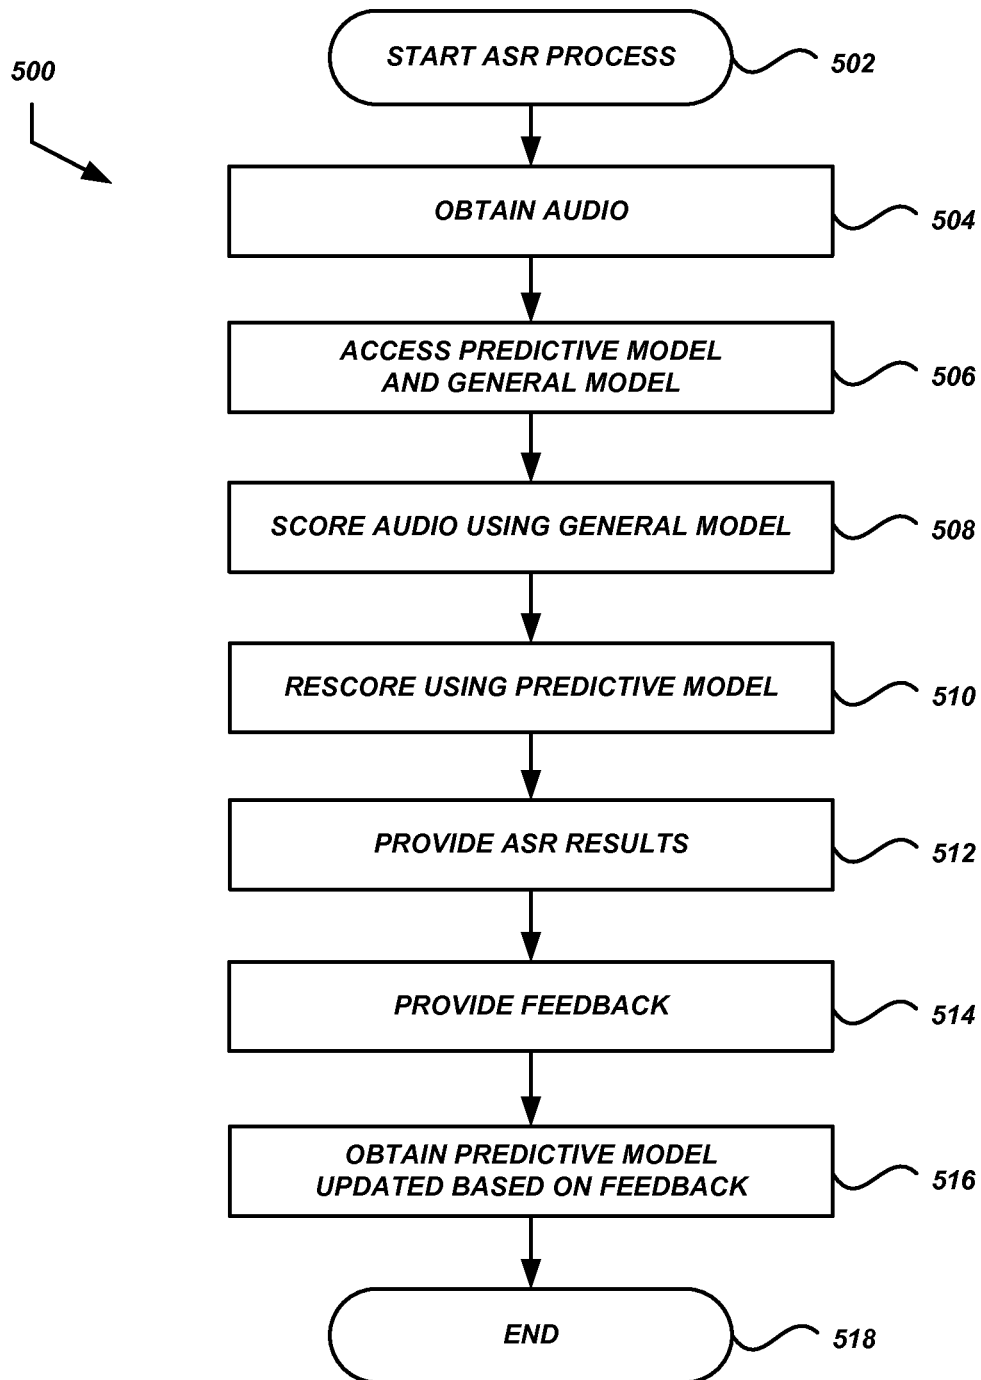 500
START ASR PROCESS
502
OBTAIN AUDIO
504
ACCESS PREDICTIVE MODEL
AND GENERAL MODEL
506
SCORE AUDIO USING GENERAL MODEL
508
RESCORE USING PREDICTIVE MODEL
510
PROVIDE ASR RESULTS
512
PROVIDE FEEDBACK
514
OBTAIN PREDICTIVE MODEL
UPDATED BASED ON FEEDBACK
516
END
518